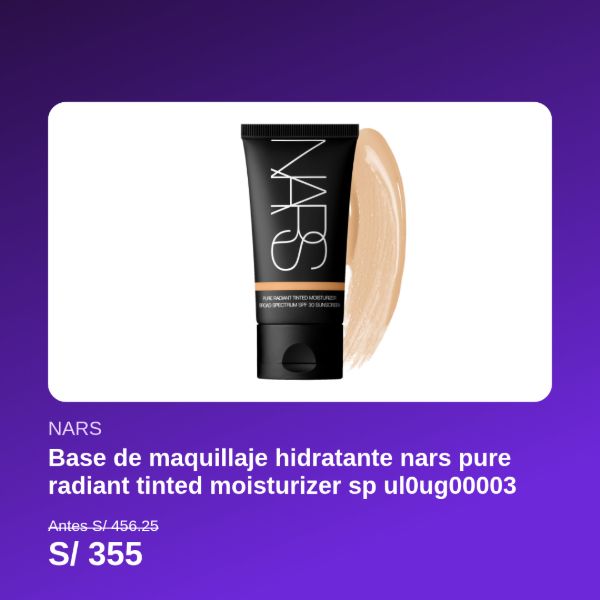 NARS
PURE RADIANT TINTED MOISTURIZER
BROAD SPECTRUM SPF 30 SUNSCREEN
NARS
Base de maquillaje hidratante nars pure
radiant tinted moisturizer sp ul0ug00003
Antes S/ 456.25
S/ 355